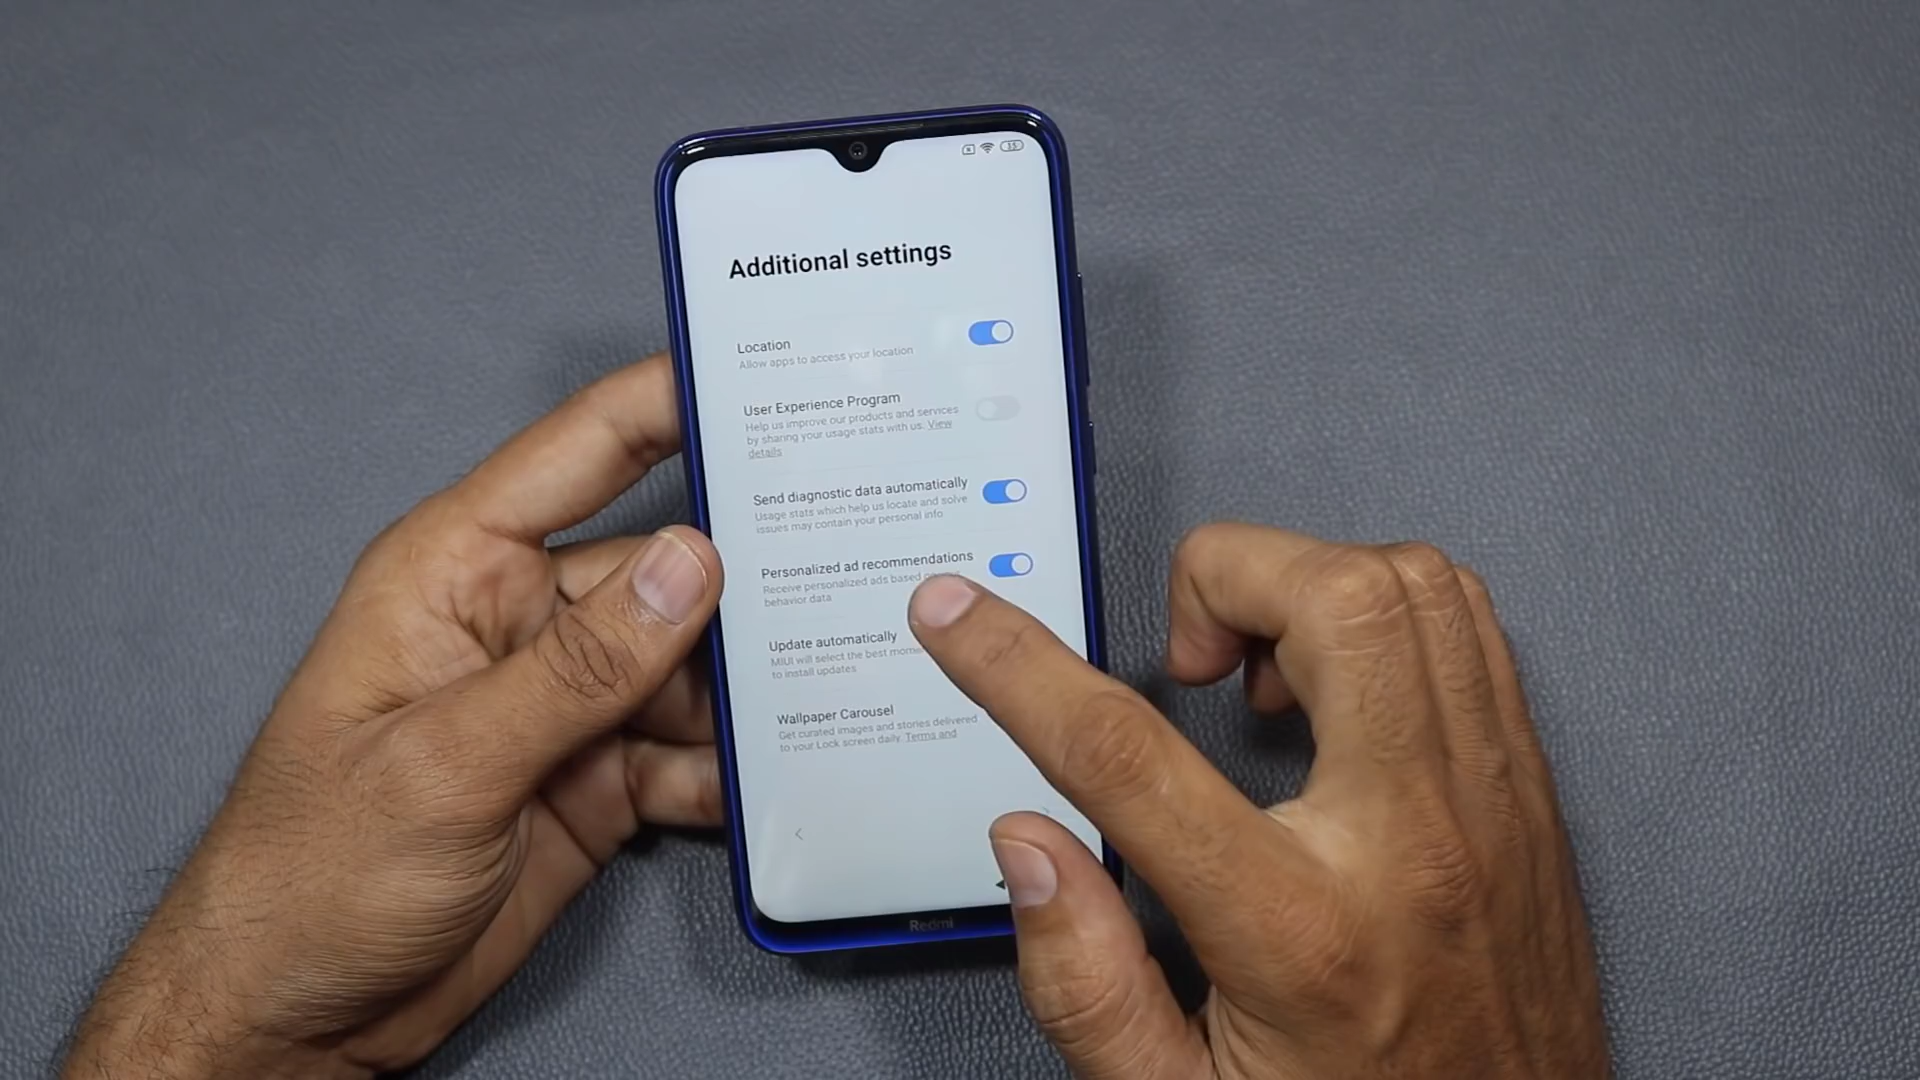 15
Additional settings
Location
Allow apps to access your location
User Experience Program
Help us improve our products and services
by sharing your usage stats with us. View
details
Send diagnostic data automatically
Usage stats which help us locate and solve
issues may contain your personal info
Personalized ad recommendations
Receive personalized ads based
behavior data
Update automatically
MIUI will select the best
to install updates
Wallpaper Carousel
Get curated images and stories delivered
to your Lock screen daily. Terms and
Redmi